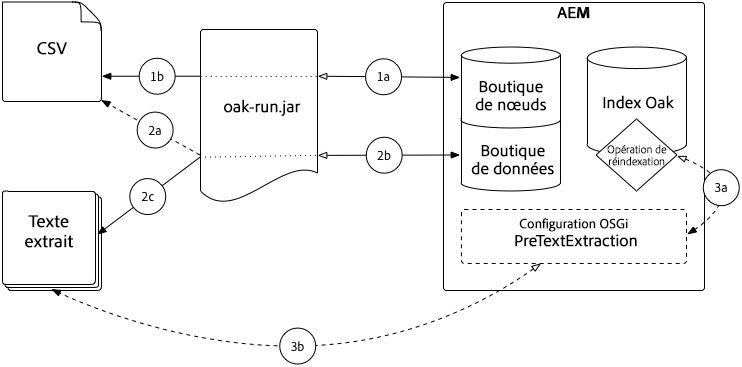 AEM
CSV
1b
1a
oak-run.jar
Boutique
de nœuds
Index Oak
2a
2b
Boutique
de données
Opération de
réindexation
2c
3a
Texte
extrait
Configuration OSGi
PreTextExtraction
3b